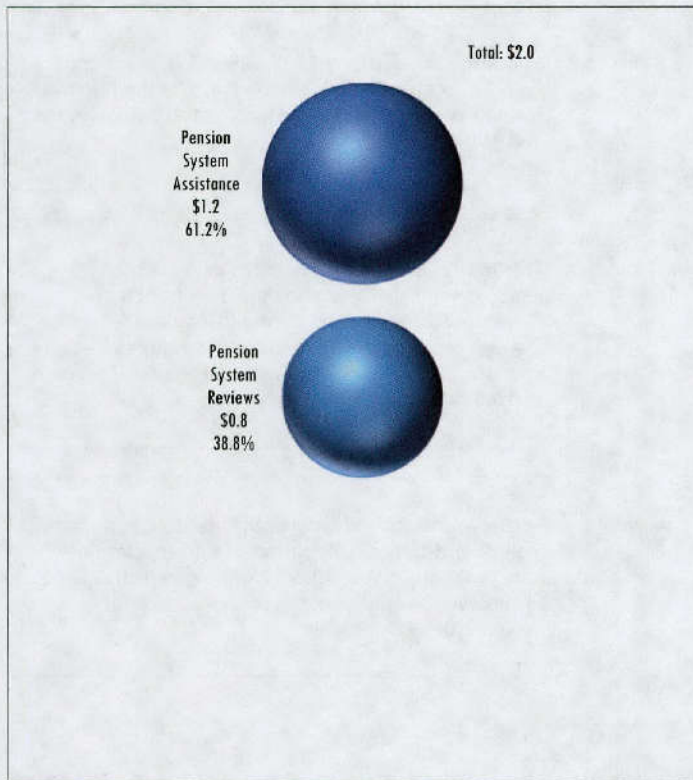 Total: $2.0
Pension
System
Assistance
$1.2
61.2%
Pension
System
Reviews
$0.8
38.8%